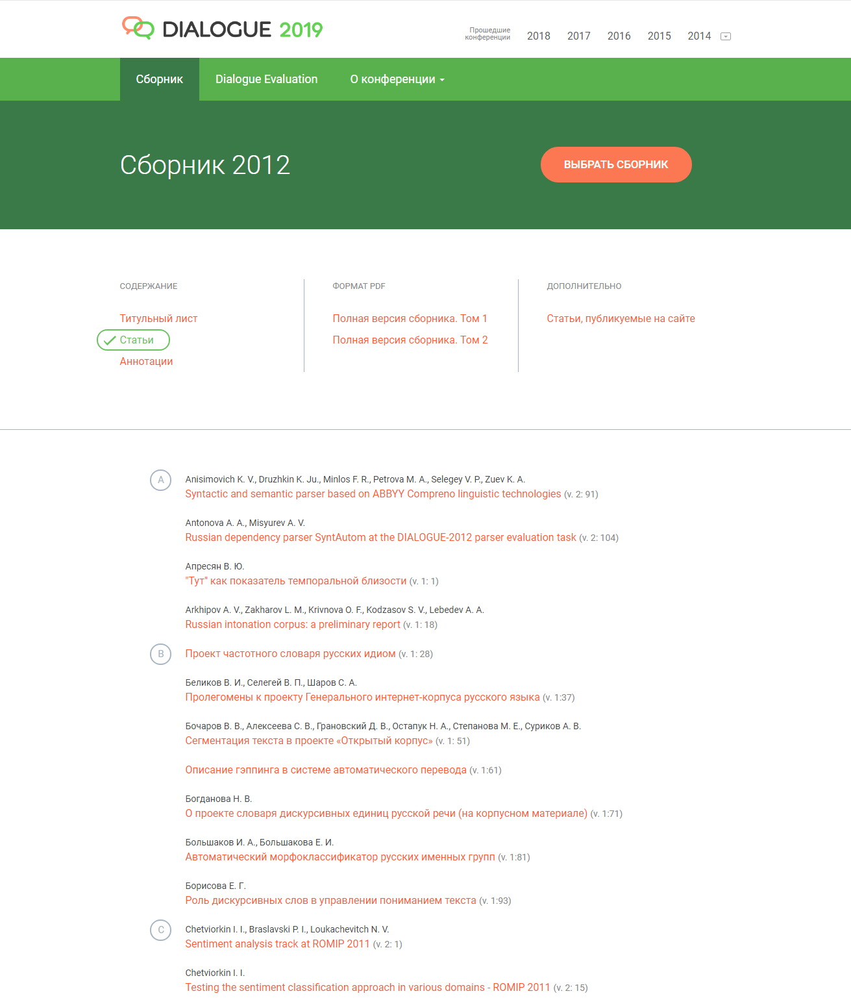 DIALOGUE 2019
Прошедшие
конференции
2018 2017 2016 2015 2014
Сборник Dialogue Evaluation О конференции
Сборник 2012
ВЫБРАТЬ СБОРНИК
СОДЕРЖАНИЕ
Титульный лист
Статьи
Аннотации
ФОРМАТ PDF
Полная версия сборника. Том 1
Полная версия сборника. Том 2
ДОПОЛНИТЕЛЬНО
Статьи, публикуемые на сайте
A
Anisimovich K. V., Druzhkin K. Ju., Minlos F. R., Petrova M. A., Selegey V. P., Zuev K. A.
Syntactic and semantic parser based on ABBYY Compreno linguistic technologies (v. 2: 91)
Antonova A. A., Misyurev A. V.
Russian dependency parser SyntAutom at the DIALOGUE-2012 parser evaluation task (v. 2: 104)
Апресян В. Ю.
"Тут" как показатель темпоральной близости (v. 1: 1)
Arkhipov A. V., Zakharov L. M., Krivnova O. F., Kodzasov S. V., Lebedev A. A.
Russian intonation corpus: a preliminary report (v. 1: 18)
B
Проект частотного словаря русских идиом (v. 1: 28)
Беликов В. И., Селегей В. П., Шаров С. А.
Пролегомены к проекту Генерального интернет-корпуса русского языка (v. 1:37)
Бочаров В. В., Алексеева С. В., Грановский Д. В., Остапук Н. А., Степанова М. Е., Суриков А. В.
Сегментация текста в проекте «Открытый корпус» (v. 1: 51)
Описание гэппинга в системе автоматического перевода (v. 1:61)
Богданова Н. В.
О проекте словаря дискурсивных единиц русской речи (на корпусном материале) (v. 1:71)
Большаков И. А., Большакова Е. И.
Автоматический морфоклассификатор русских именных групп (v. 1:81)
Борисова Е. Г.
Роль дискурсивных слов в управлении пониманием текста (v. 1:93)
C
Chetviorkin I. I., Braslavski P. I., Loukachevitch N. V.
Sentiment analysis track at ROMIP 2011 (v. 2: 1)
Chetviorkin I. I.
Testing the sentiment classification approach in various domains - ROMIP 2011 (v. 2: 15)